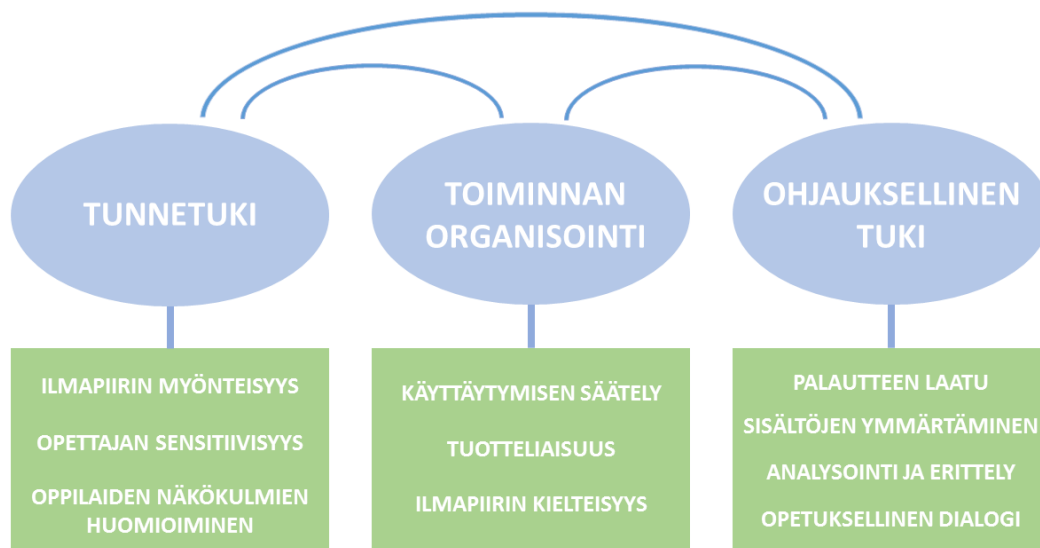 TUNNETUKI
TOIMINNAN
ORGANISOINTI
OHJAUKSELLINEN
TUKI
ILMAPIIRIN MYÖNTEISYYS
OPETTAJAN SENSITIIVISYYS
OPPILAIDEN NÄKÖKULMIEN
HUOMIOIMINEN
KÄYTTÄYTYMISEN SÄÄTELY
TUOTTELIAISUUS
ILMAPIIRIN KIELTEISYYS
PALAUTTEEN LAATU
SISÄLTÖJEN YMMÄRTÄMINEN
ANALYSOINTI JA ERITTELY
OPETUKSELLINEN DIALOGI